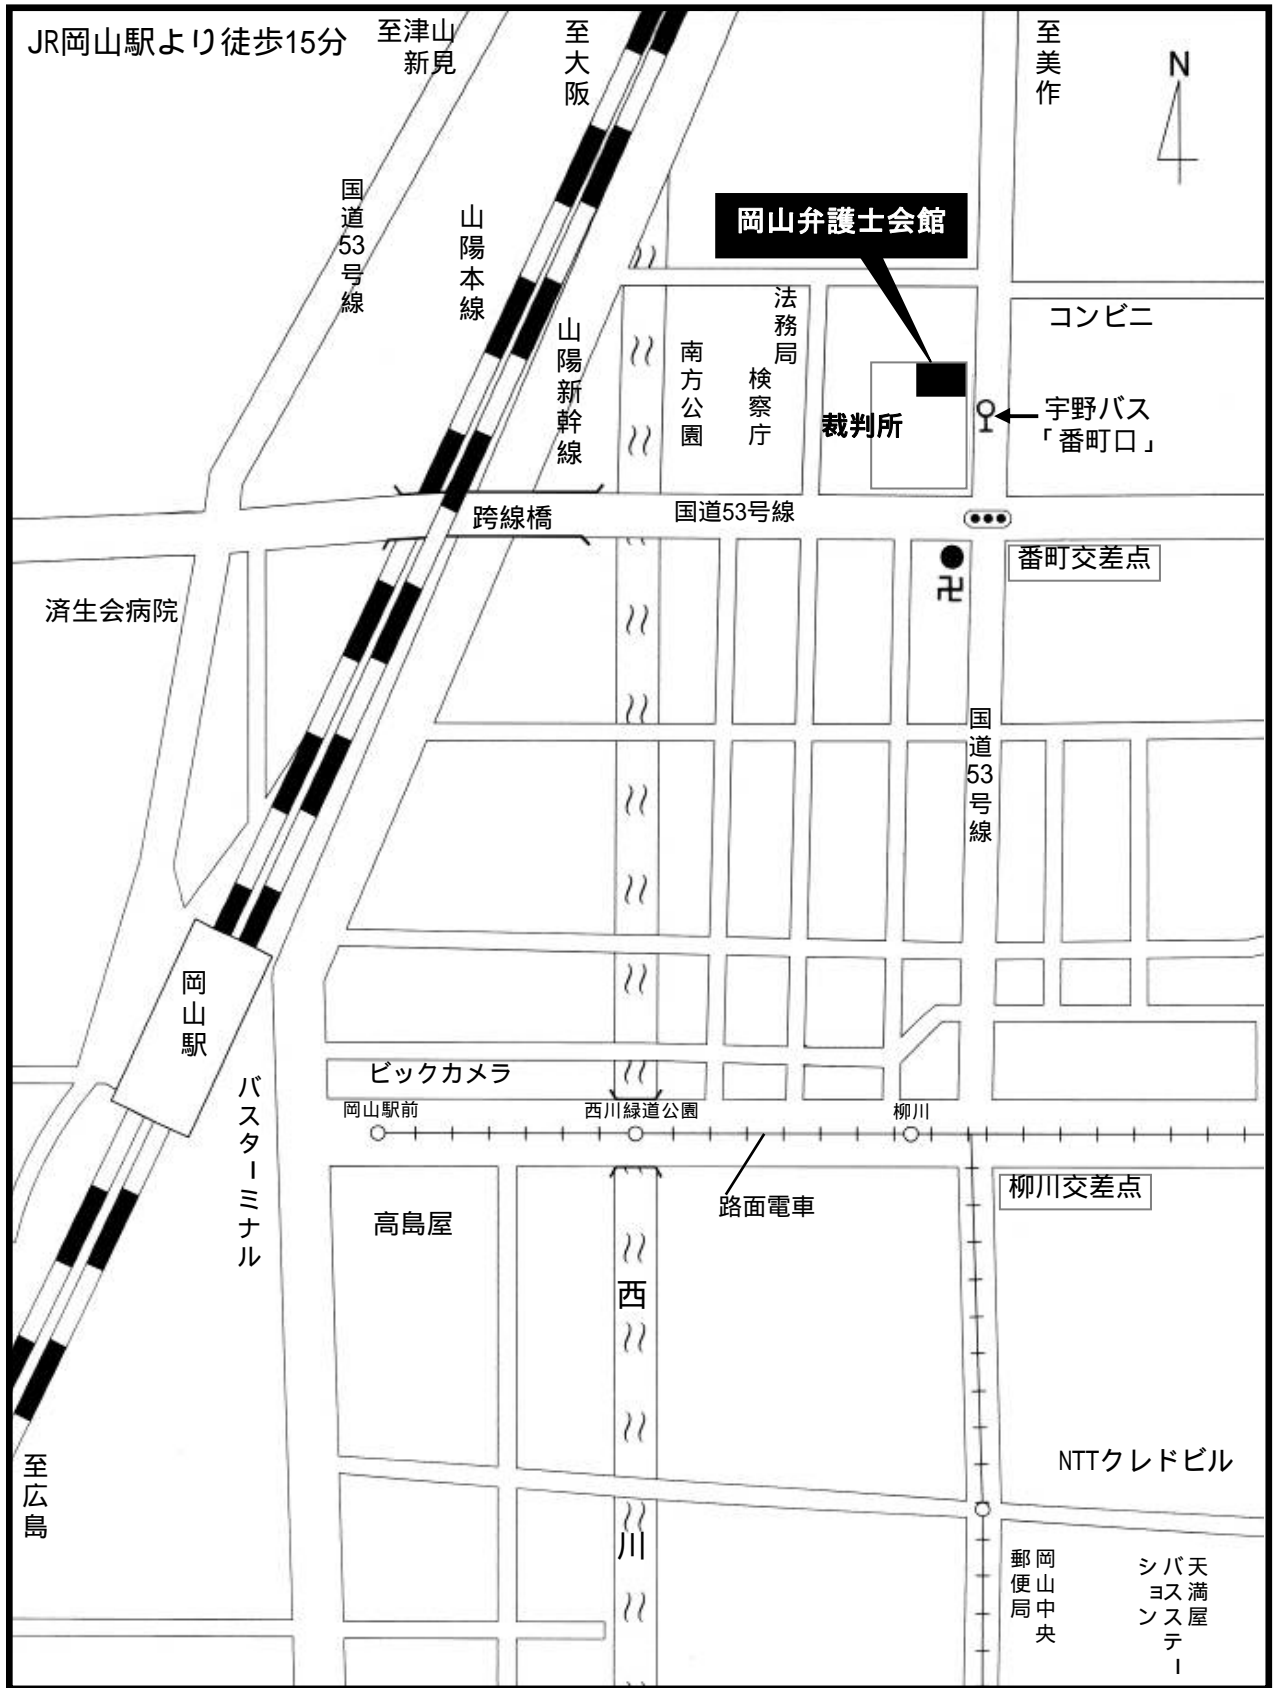 JR岡山駅より徒歩15分
至津山
新見
至大阪
至美作
N
国道53号線
山陽本線
山陽新幹線
岡山弁護士会館
法務局
検察庁
南方公園
コンビニ
裁判所
宇野バス
「番町口」
跨線橋
国道53号線
番町交差点
卍
済生会病院
国道53号線
岡山駅
バスターミナル
ビックカメラ
岡山駅前
西川緑道公園
柳川
路面電車
柳川交差点
高島屋
西川
至広島
NTTクレドビル
岡山中央
郵便局
天満屋
バスステー
ション